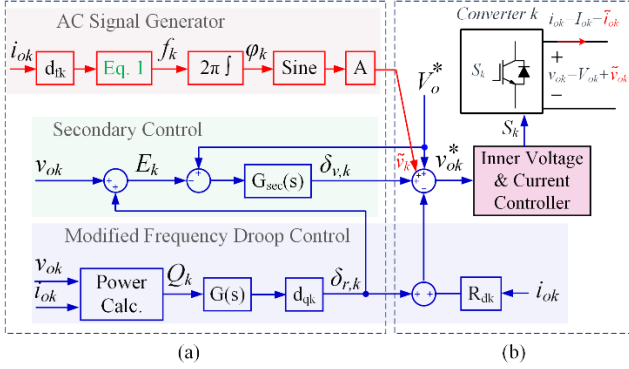 AC Signal Generator
i_ok
d_fk
Eq. 1
f_k
2π ∫
φ_k
Sine
A
Converter k
S_k
i_ok–I_ok–ĩ_ok
+
v_ok–V_ok+ṽ_ok
–
V_o^*
S_k
Secondary Control
v_ok
+
+
E_k
–
+
G_sec(s)
δ_v,k
ṽ_k
+
+
+
–
v_ok^*
Inner Voltage
& Current
Controller
Modified Frequency Droop Control
v_ok
i_ok
Power
Calc.
Q_k
G(s)
d_qk
δ_r,k
+ +
R_dk
i_ok
(a)
(b)